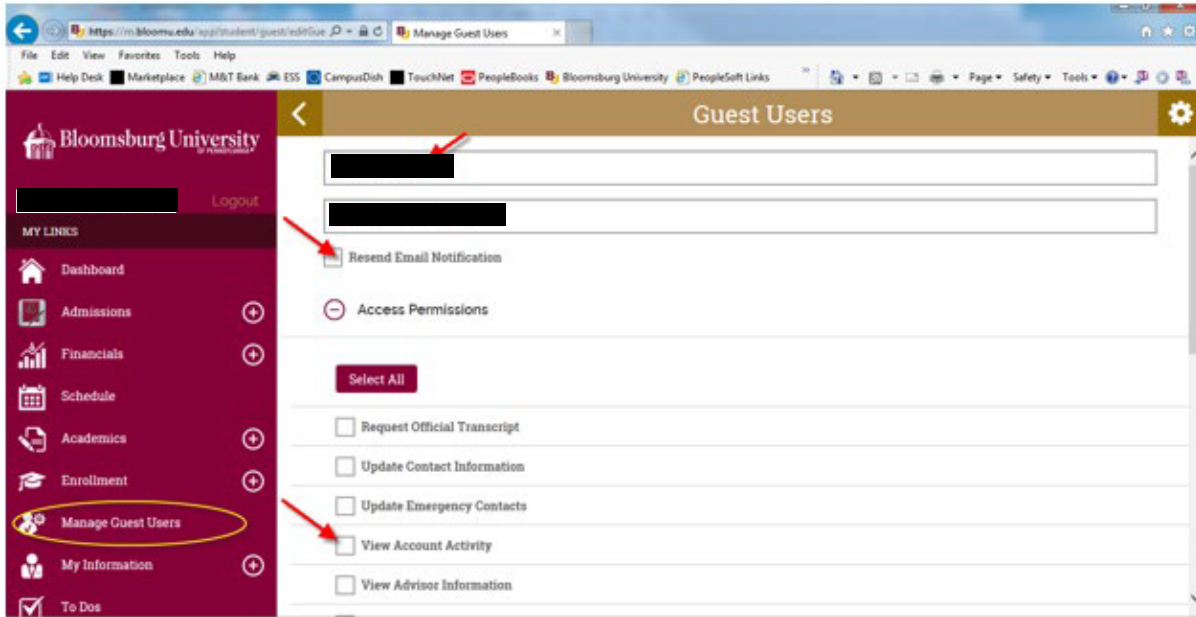 https://m.bloomu.edu/app/student/guest/editGue
Manage Guest Users
File Edit View Favorites Tools Help
Help Desk Marketplace M&T Bank ESS CampusDish TouchNet PeopleBooks Bloomsburg University PeopleSoft Links » Page Safety Tools
Bloomsburg University
OF PENNSYLVANIA
Guest Users
Logout
MY LINKS
Dashboard
Admissions
Financials
Schedule
Academics
Enrollment
Manage Guest Users
My Information
To Dos
Resend Email Notification
Access Permissions
Select All
Request Official Transcript
Update Contact Information
Update Emergency Contacts
View Account Activity
View Advisor Information